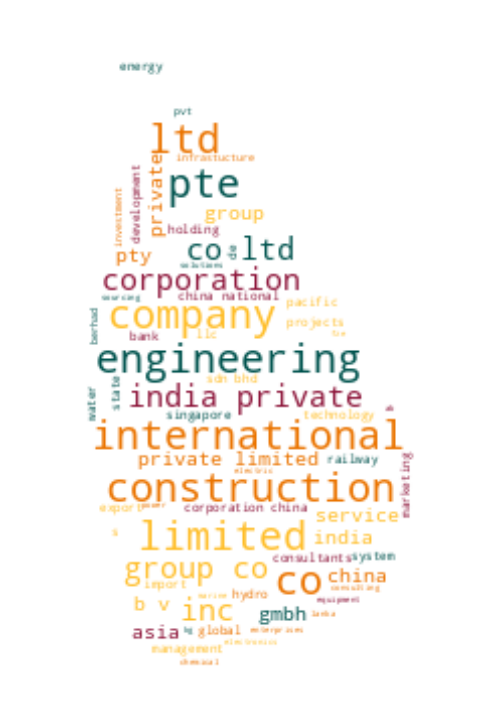 energy
pvt
ltd
infrastucture
private
pte
development
investment
group
holding
co ltd
de
pty
solutions
corporation
sourcing
china national
pacific
company
berhad
projects
bank
llc
engineering
sdn bhd
state
water
india private
singapore
technology
international
private limited
railway
electric
marketing
construction
export
power
corporation china
service
s
limited
india
consultants
system
group co
co
china
import
consulting
marine
hydro
equipment
b v
inc
gmbh
lanka
asia
kg
global
enterprises
electronics
management
chemical